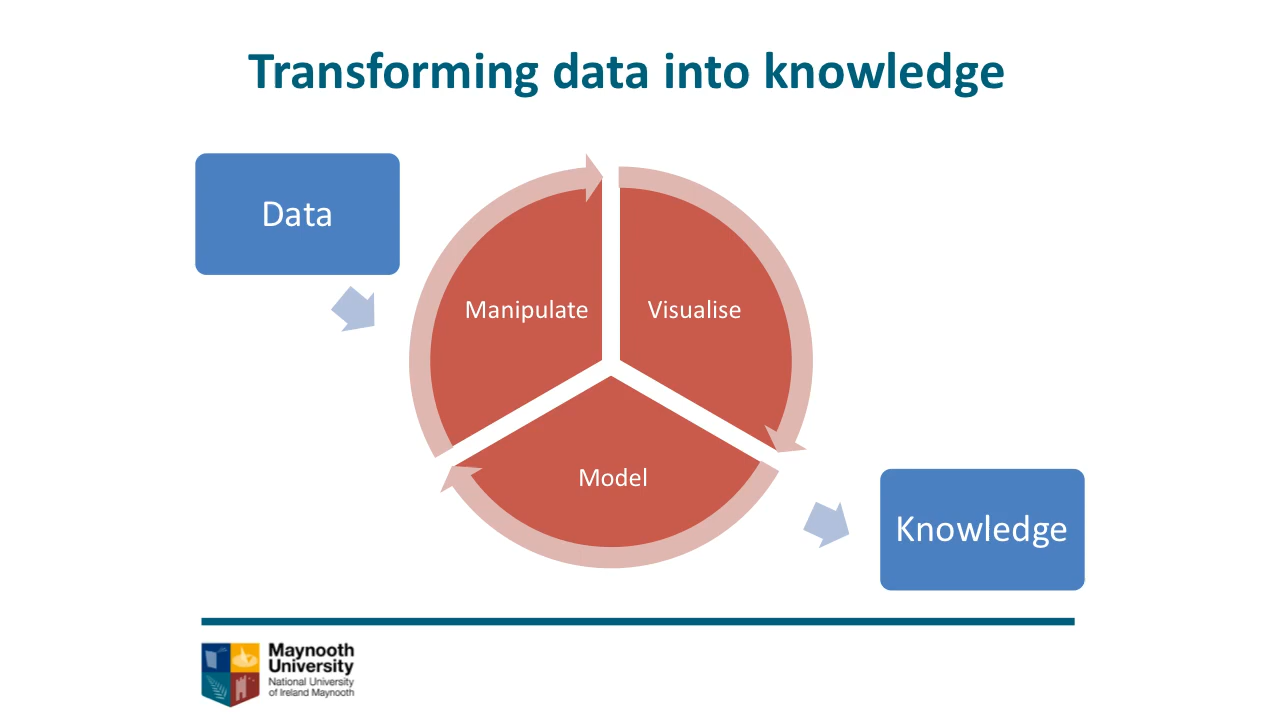 Transforming data into knowledge
Data
Manipulate
Visualise
Model
Knowledge
Maynooth
University
National University
of Ireland Maynooth